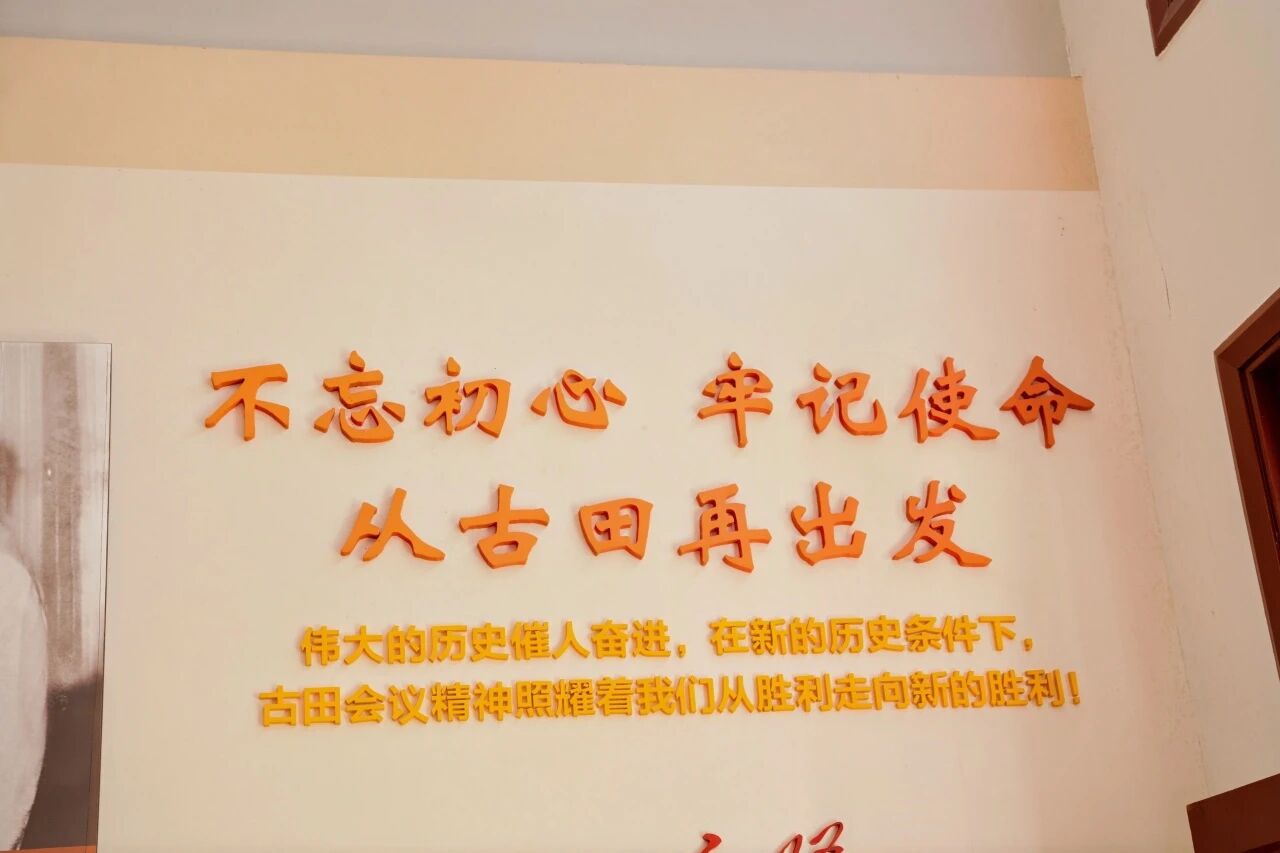 不忘初心 牢记使命
从古田再出发
伟大的历史催人奋进，在新的历史条件下，
古田会议精神照耀着我们从胜利走向新的胜利！